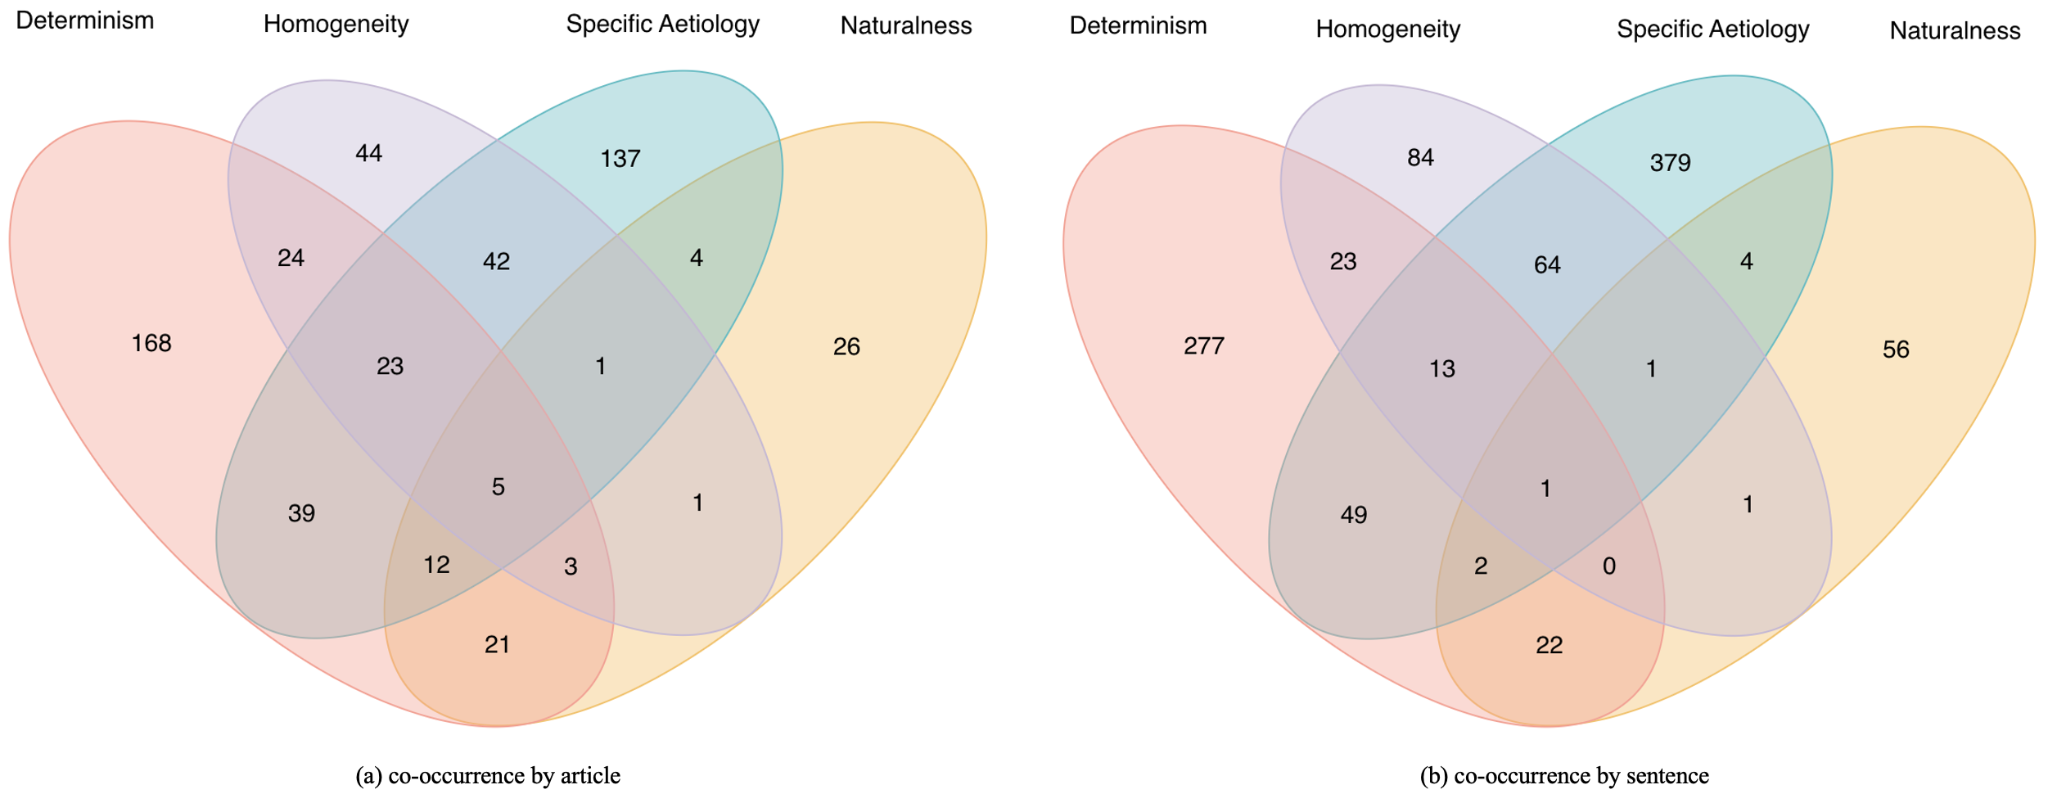 Determinism Homogeneity Specific Aetiology Naturalness
44 137
24 42 4
168 23 1 26
39 5 1
12 3
21
(a) co-occurrence by article
Determinism Homogeneity Specific Aetiology Naturalness
84 379
23 64 4
277 13 1 56
49 1 1
2 0
22
(b) co-occurrence by sentence